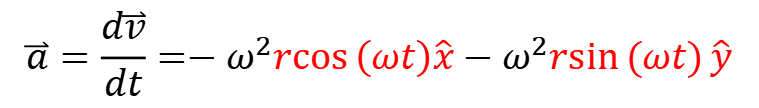 a⃗ = dv⃗/dt =− ω²rcos (ωt)x̂ − ω²rsin (ωt) ŷ